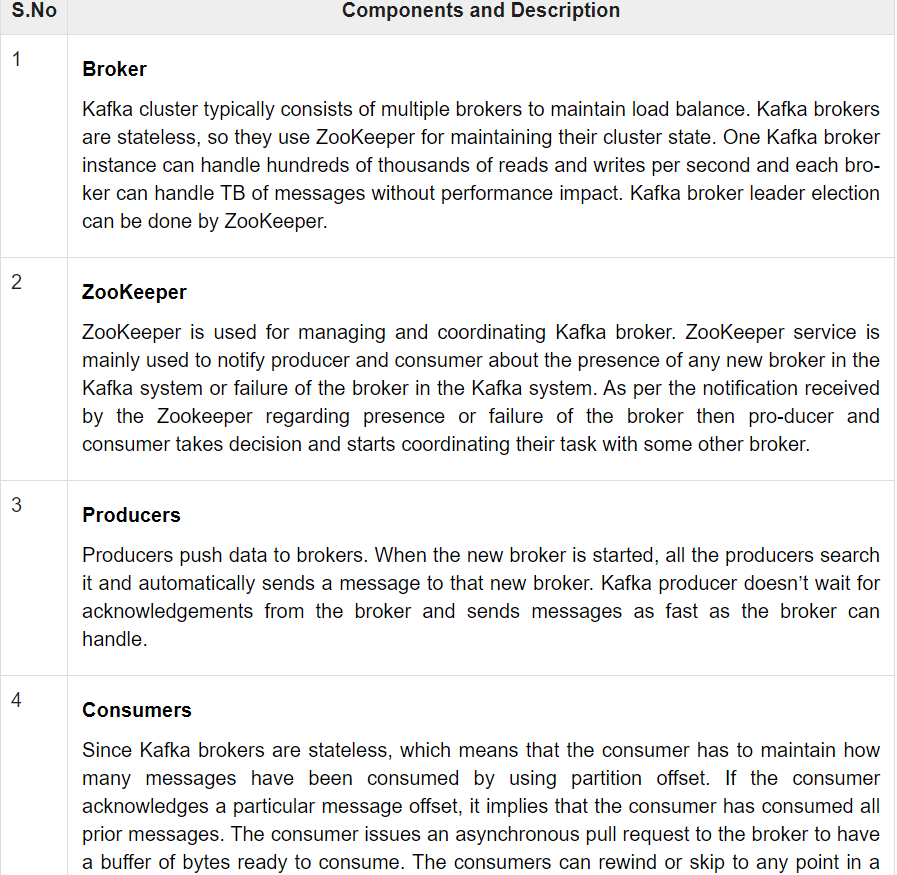 S.No Components and Description
1
Broker
Kafka cluster typically consists of multiple brokers to maintain load balance. Kafka brokers
are stateless, so they use ZooKeeper for maintaining their cluster state. One Kafka broker
instance can handle hundreds of thousands of reads and writes per second and each bro-
ker can handle TB of messages without performance impact. Kafka broker leader election
can be done by ZooKeeper.
2
ZooKeeper
ZooKeeper is used for managing and coordinating Kafka broker. ZooKeeper service is
mainly used to notify producer and consumer about the presence of any new broker in the
Kafka system or failure of the broker in the Kafka system. As per the notification received
by the Zookeeper regarding presence or failure of the broker then pro-ducer and
consumer takes decision and starts coordinating their task with some other broker.
3
Producers
Producers push data to brokers. When the new broker is started, all the producers search
it and automatically sends a message to that new broker. Kafka producer doesn’t wait for
acknowledgements from the broker and sends messages as fast as the broker can
handle.
4
Consumers
Since Kafka brokers are stateless, which means that the consumer has to maintain how
many messages have been consumed by using partition offset. If the consumer
acknowledges a particular message offset, it implies that the consumer has consumed all
prior messages. The consumer issues an asynchronous pull request to the broker to have
a buffer of bytes ready to consume. The consumers can rewind or skip to any point in a